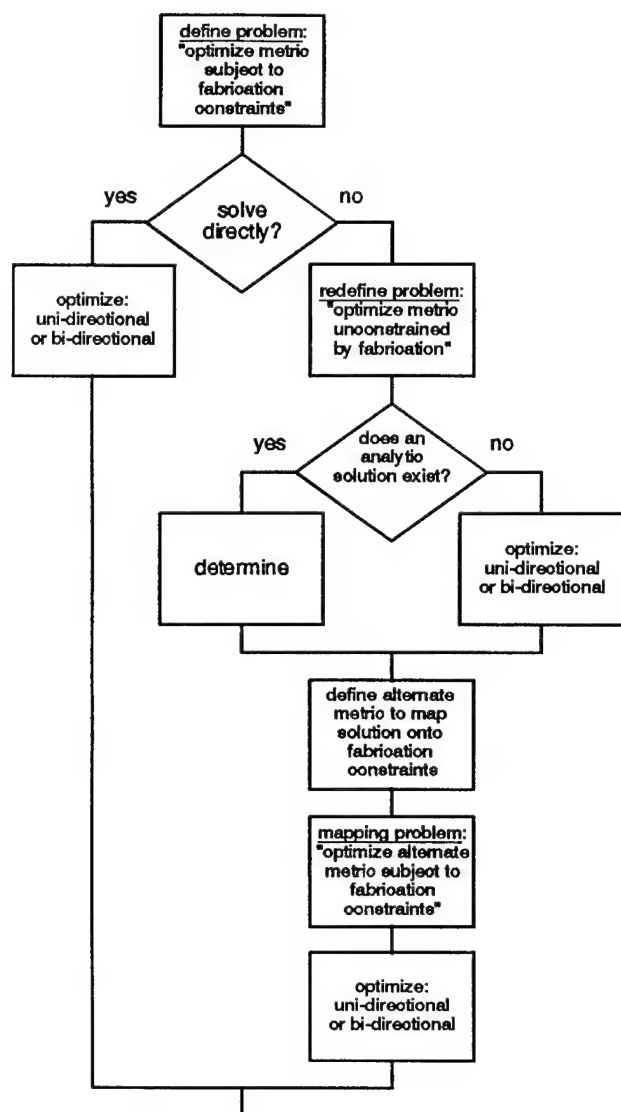 define problem:
"optimize metric
subject to
fabrication
constraints"
yes
no
solve
directly?
optimize:
uni-directional
or bi-directional
redefine problem:
"optimize metric
unconstrained
by fabrication"
yes
no
does an
analytic
solution exist?
determine
optimize:
uni-directional
or bi-directional
define alternate
metric to map
solution onto
fabrication
constraints
mapping problem:
"optimize alternate
metric subject to
fabrication
constraints"
optimize:
uni-directional
or bi-directional